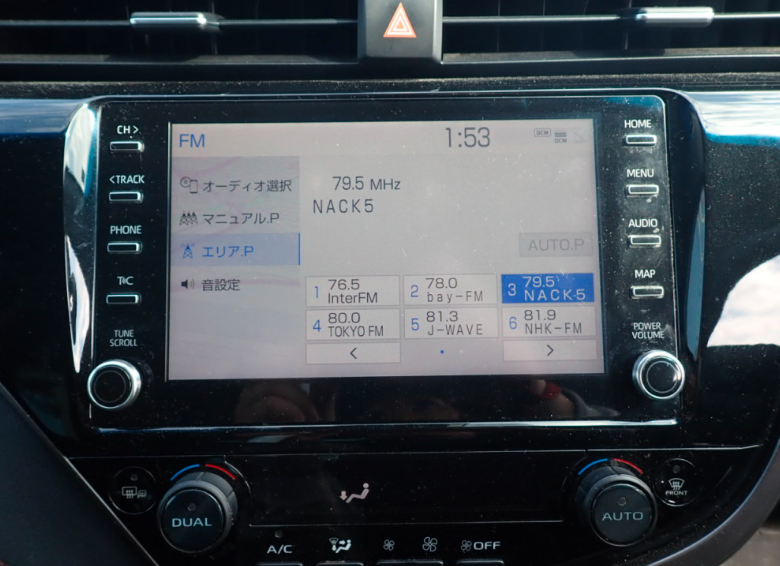 CH >
< TRACK
PHONE
T C
TUNE
SCROLL
FM
1:53
DCM
DCM
オーディオ選択
マニュアル.P
エリア.P
音設定
79.5 MHz
NACK5
AUTO.P
1 76.5 InterFM
2 78.0 bay-FM
3 79.5 NACK5
4 80.0 TOKYO FM
5 81.3 J-WAVE
6 81.9 NHK-FM
<
>
HOME
MENU
AUDIO
MAP
POWER
VOLUME
DUAL
AUTO
FRONT
A/C
OFF